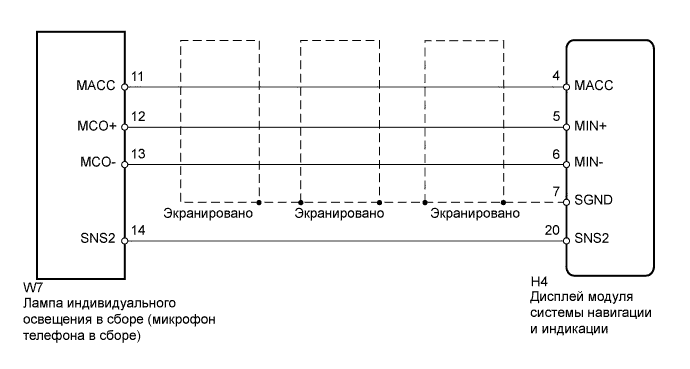 11 4
MACC MACC
12 5
MCO+ MIN+
13 6
MCO- MIN-
7
SGND
Экранировано Экранировано Экранировано
14 20
SNS2 SNS2
W7
Лампа индивидуального
освещения в сборе (микрофон
телефона в сборе)
H4
Дисплей модуля
системы навигации
и индикации